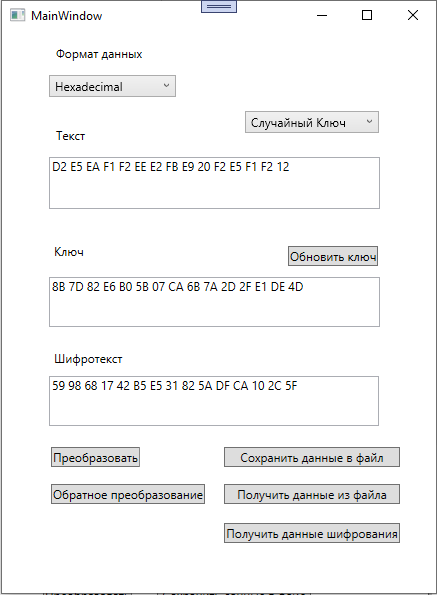 MainWindow
Формат данных
Hexadecimal
Случайный Ключ
Текст
D2 E5 EA F1 F2 EE E2 FB E9 20 F2 E5 F1 F2 12
Ключ
Обновить ключ
8B 7D 82 E6 B0 5B 07 CA 6B 7A 2D 2F E1 DE 4D
Шифротекст
59 98 68 17 42 B5 E5 31 82 5A DF CA 10 2C 5F
Преобразовать
Сохранить данные в файл
Обратное преобразование
Получить данные из файла
Получить данные шифрования